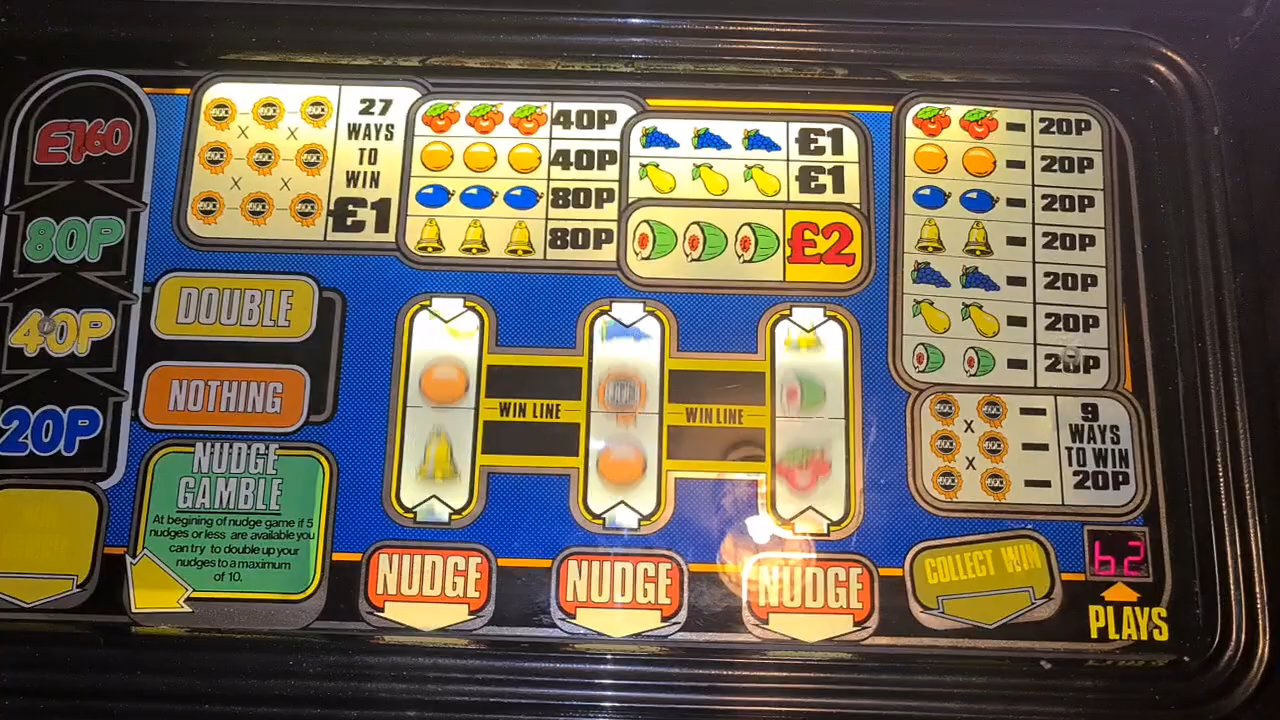 £1.60
80P
40P
20P
27
WAYS
TO
WIN
£1
40P
40P
80P
80P
£1
£1
£2
20P
20P
20P
20P
20P
20P
20P
9
WAYS
TO WIN
20P
DOUBLE
NOTHING
NUDGE
GAMBLE
At begining of nudge game if 5
nudges or less are available you
can try to double up your
nudges to a maximum
of 10.
WIN LINE
WIN LINE
NUDGE
NUDGE
NUDGE
COLLECT WIN
62
PLAYS